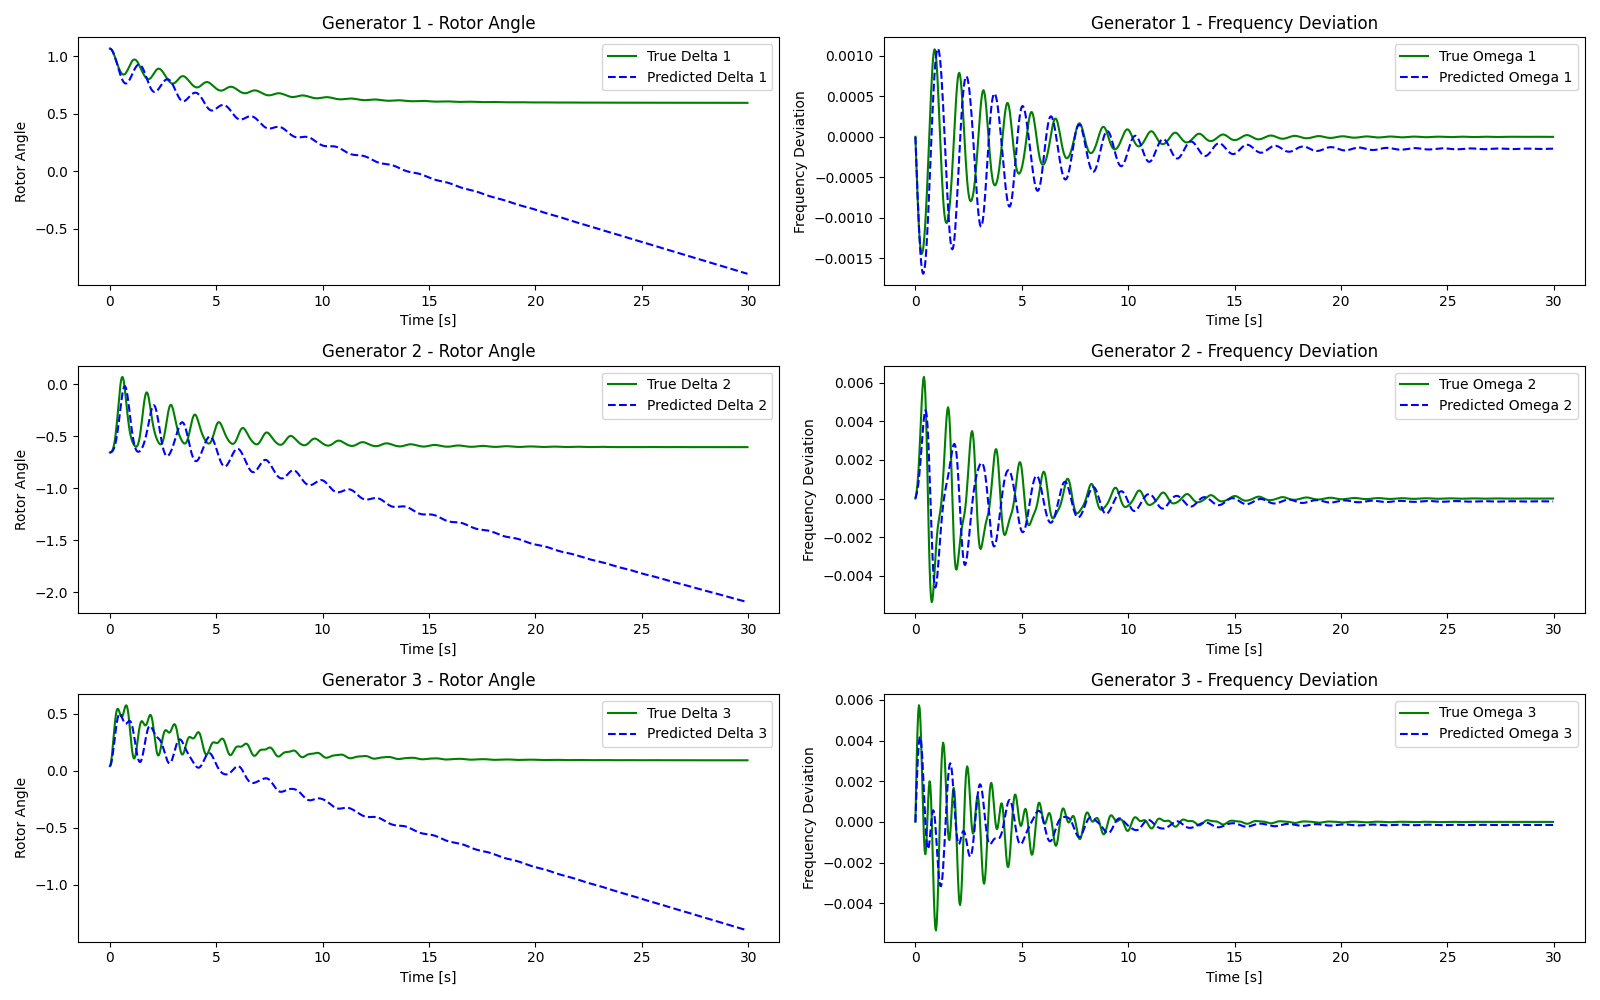 Generator 1 - Rotor Angle
True Delta 1
Predicted Delta 1
Rotor Angle
1.0
0.5
0.0
−0.5
0 5 10 15 20 25 30
Time [s]
Generator 1 - Frequency Deviation
True Omega 1
Predicted Omega 1
Frequency Deviation
0.0010
0.0005
0.0000
−0.0005
−0.0010
−0.0015
0 5 10 15 20 25 30
Time [s]
Generator 2 - Rotor Angle
True Delta 2
Predicted Delta 2
Rotor Angle
0.0
−0.5
−1.0
−1.5
−2.0
0 5 10 15 20 25 30
Time [s]
Generator 2 - Frequency Deviation
True Omega 2
Predicted Omega 2
Frequency Deviation
0.006
0.004
0.002
0.000
−0.002
−0.004
0 5 10 15 20 25 30
Time [s]
Generator 3 - Rotor Angle
True Delta 3
Predicted Delta 3
Rotor Angle
0.5
0.0
−0.5
−1.0
0 5 10 15 20 25 30
Time [s]
Generator 3 - Frequency Deviation
True Omega 3
Predicted Omega 3
Frequency Deviation
0.006
0.004
0.002
0.000
−0.002
−0.004
0 5 10 15 20 25 30
Time [s]